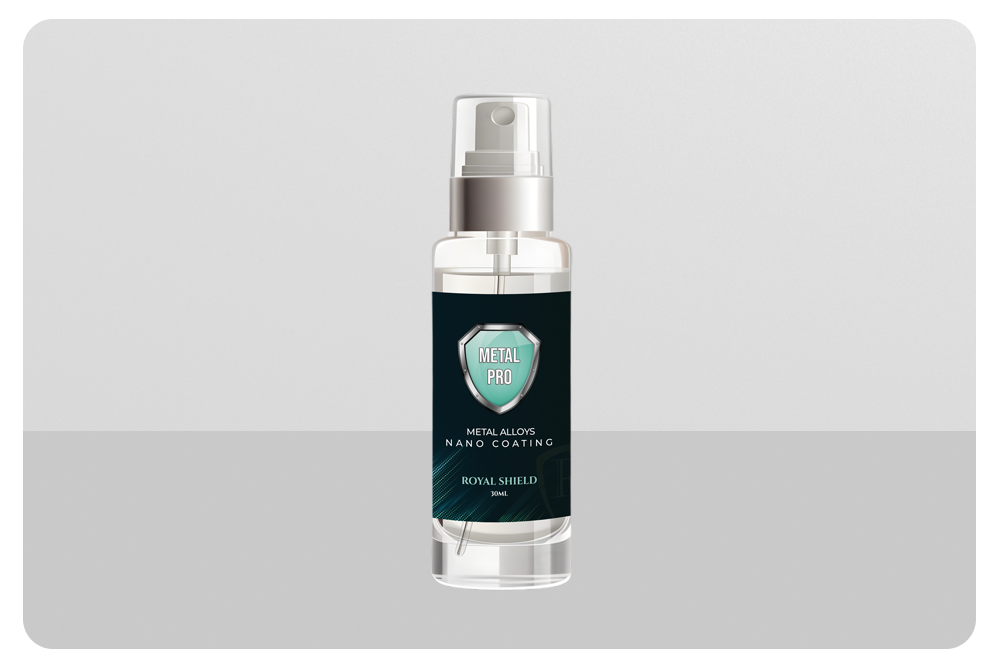 METAL
PRO
METAL ALLOYS
NANO COATING
ROYAL SHIELD
30ML